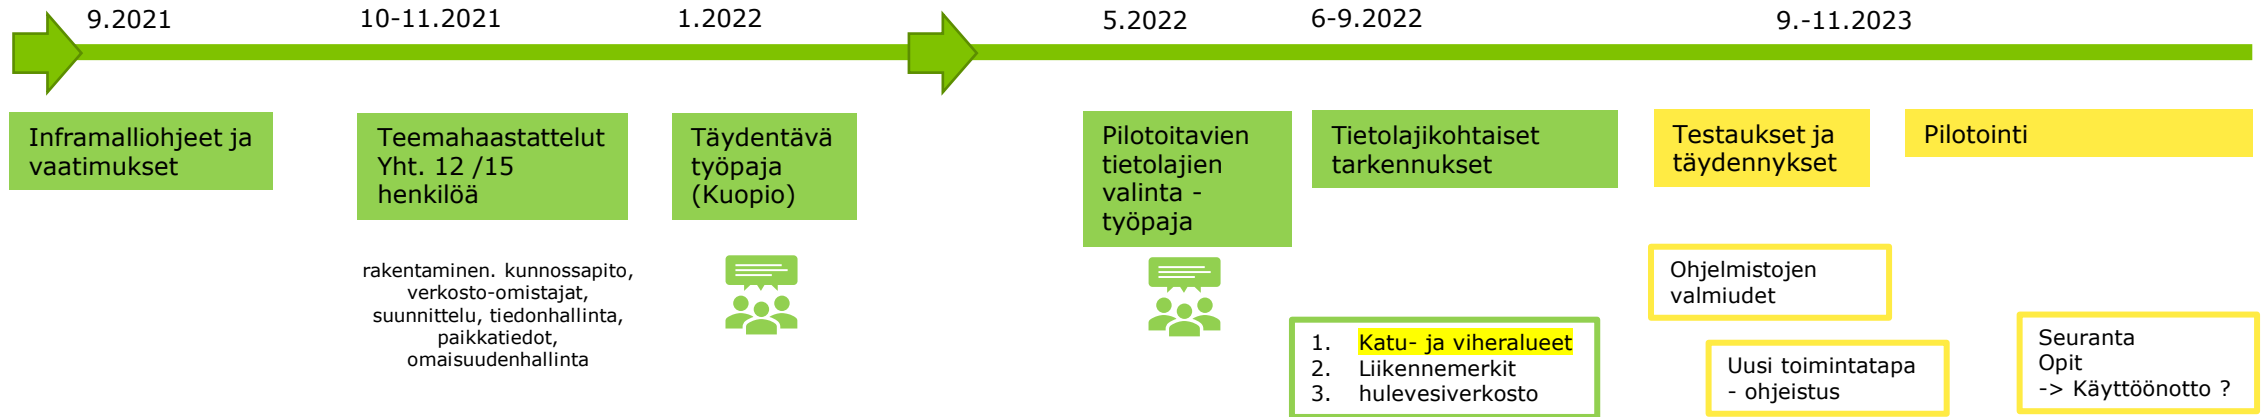 9.2021
10-11.2021
1.2022
5.2022
6-9.2022
9.-11.2023
Inframalliohjeet ja
vaatimukset
Teemahaastattelut
Yht. 12 /15
henkilöä
Täydentävä
työpaja
(Kuopio)
Pilotoitavien
tietolajien
valinta -
työpaja
Tietolajikohtaiset
tarkennukset
Testaukset ja
täydennykset
Pilotointi
rakentaminen. kunnossapito,
verkosto-omistajat,
suunnittelu, tiedonhallinta,
paikkatiedot,
omaisuudenhallinta
1. Katu- ja viheralueet
2. Liikennemerkit
3. hulevesiverkosto
Ohjelmistojen
valmiudet
Uusi toimintatapa
- ohjeistus
Seuranta
Opit
-> Käyttöönotto ?